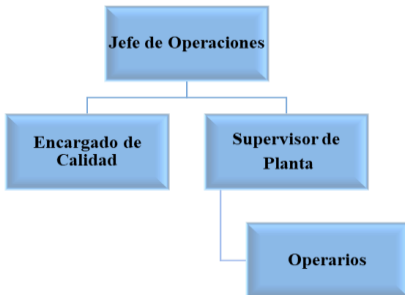 Jefe de Operaciones
Encargado de
Calidad
Supervisor de
Planta
Operarios